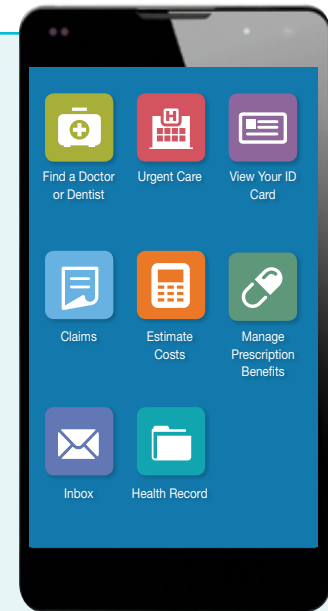 H
Find a Doctor
or Dentist
Urgent Care
View Your ID
Card
Claims
Estimate
Costs
Manage
Prescription
Benefits
Inbox
Health Record